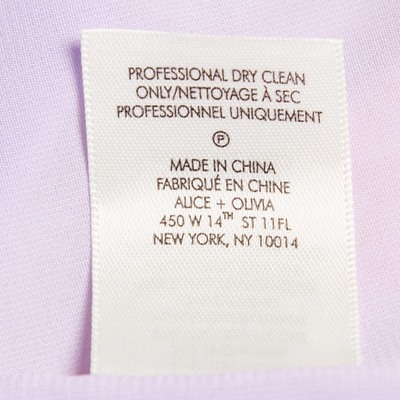 PROFESSIONAL DRY CLEAN
ONLY/NETTOYAGE À SEC
PROFESSIONNEL UNIQUEMENT
P
MADE IN CHINA
FABRIQUÉ EN CHINE
ALICE + OLIVIA
450 W 14TH ST 11FL
NEW YORK, NY 10014